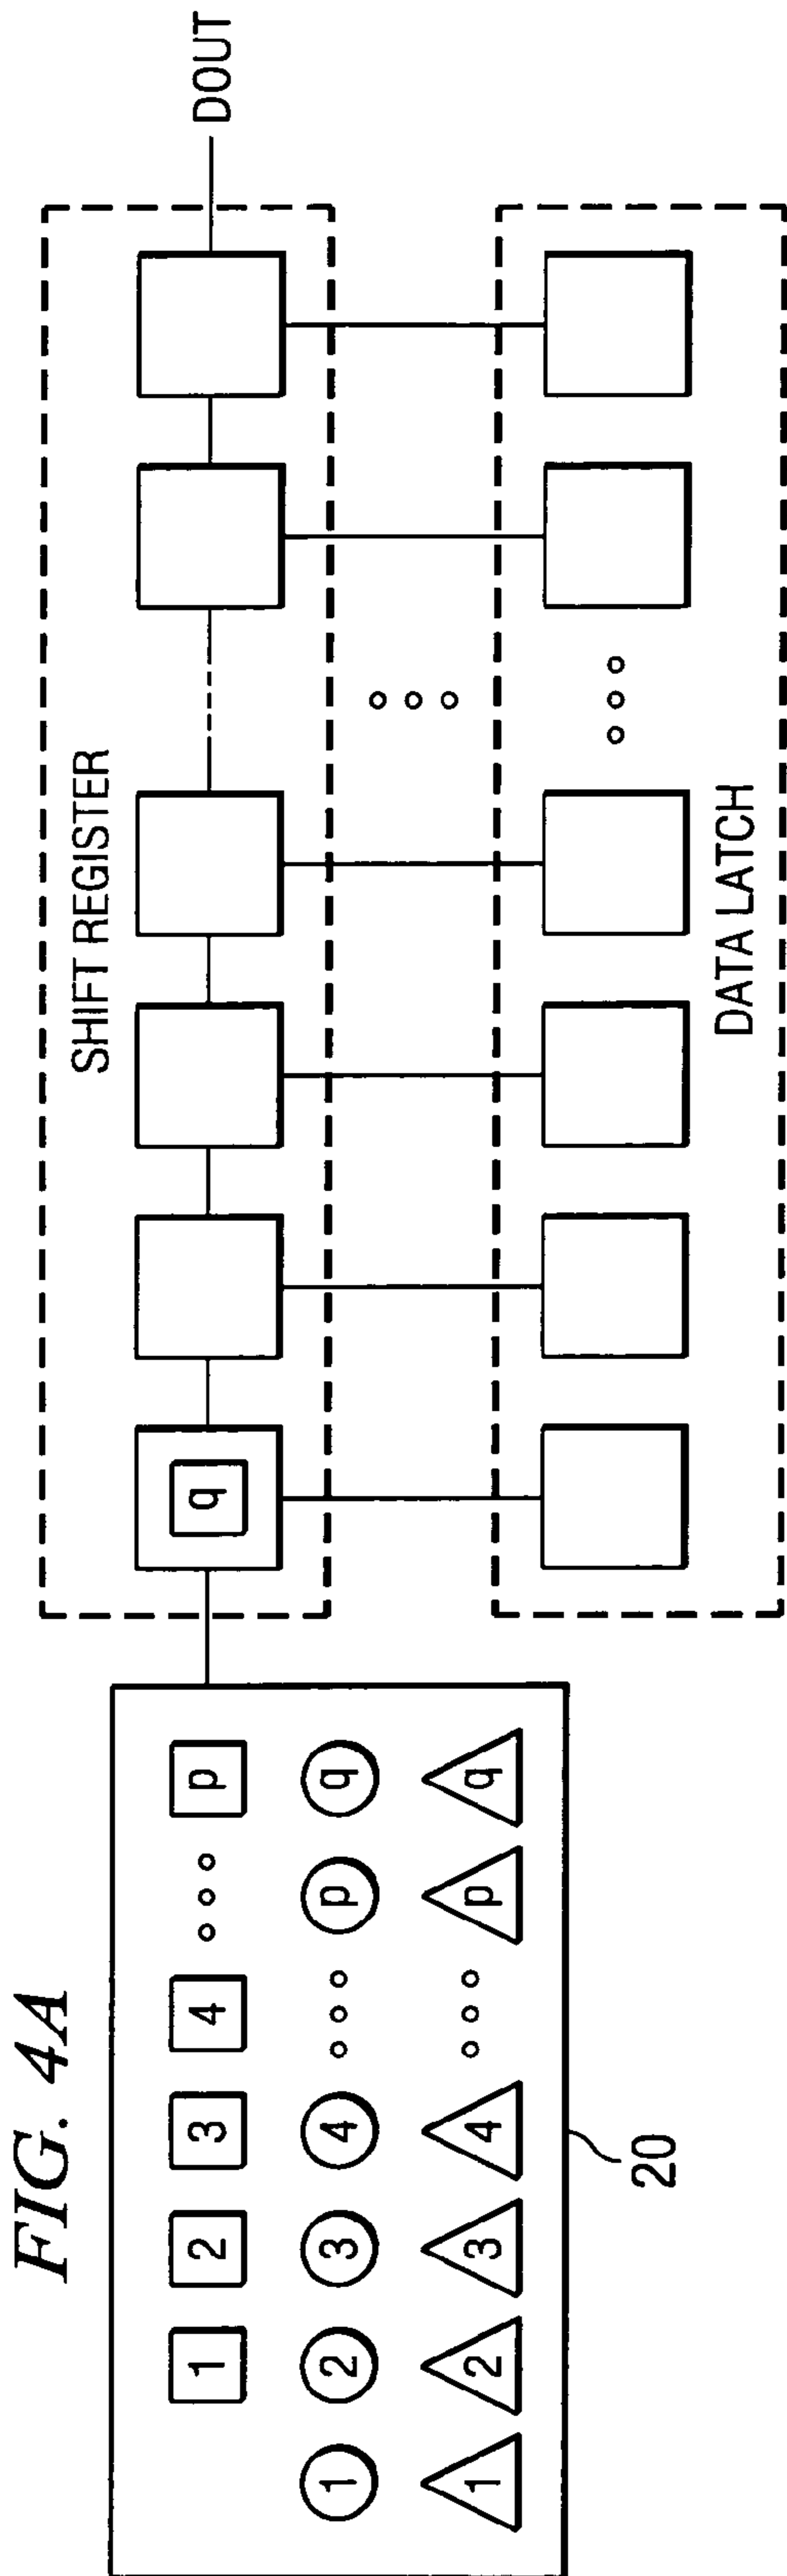 FIG. 4A
1 2 3 4 p
1 2 3 4 p q
1 2 3 4 p q
20
SHIFT REGISTER
q
DOUT
DATA LATCH